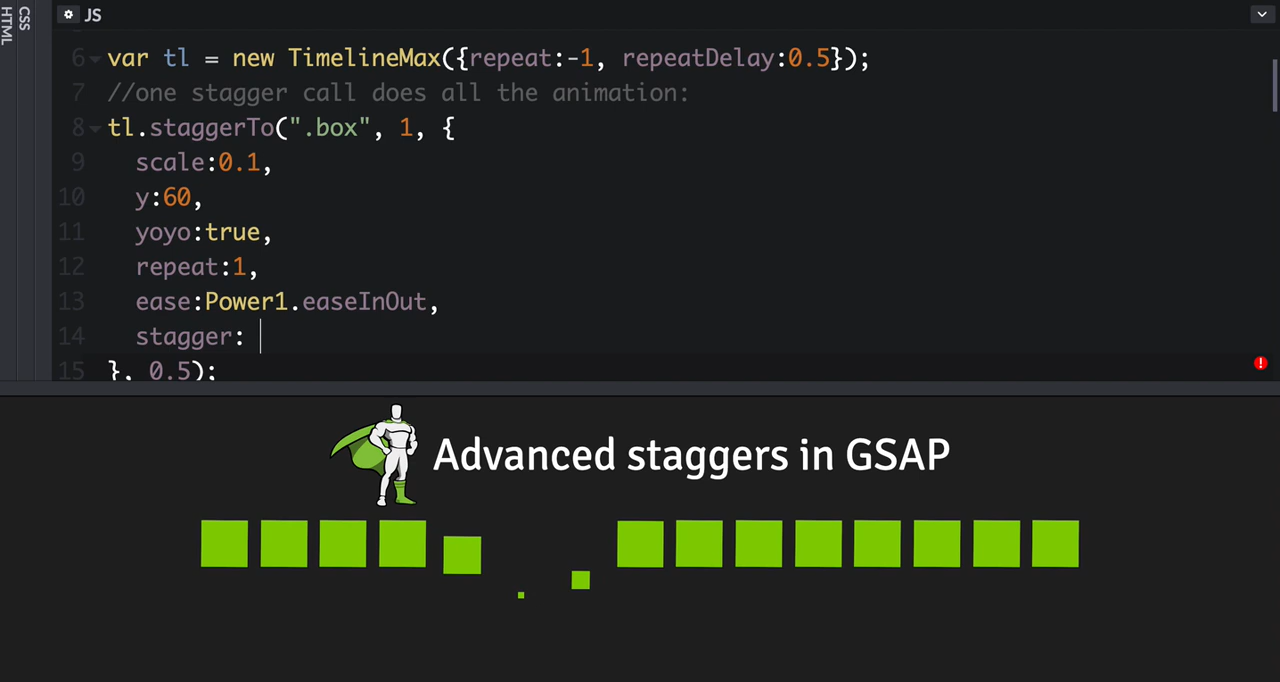 HTML
CSS
JS
6 var tl = new TimelineMax({repeat:-1, repeatDelay:0.5});
7 //one stagger call does all the animation:
8 tl.staggerTo(".box", 1, {
9 scale:0.1,
10 y:60,
11 yoyo:true,
12 repeat:1,
13 ease:Power1.easeInOut,
14 stagger:
15 }, 0.5);
Advanced staggers in GSAP